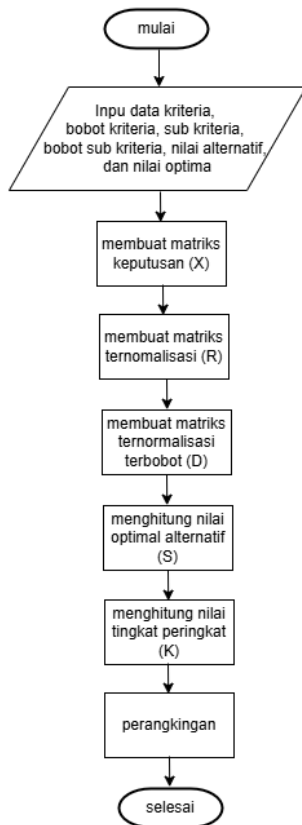 mulai
Inpu data kriteria,
bobot kriteria, sub kriteria,
bobot sub kriteria, nilai alternatif,
dan nilai optima
membuat matriks
keputusan (X)
membuat matriks
ternomalisasi (R)
membuat matriks
ternormalisasi
terbobot (D)
menghitung nilai
optimal alternatif
(S)
menghitung nilai
tingkat peringkat
(K)
perangkingan
selesai